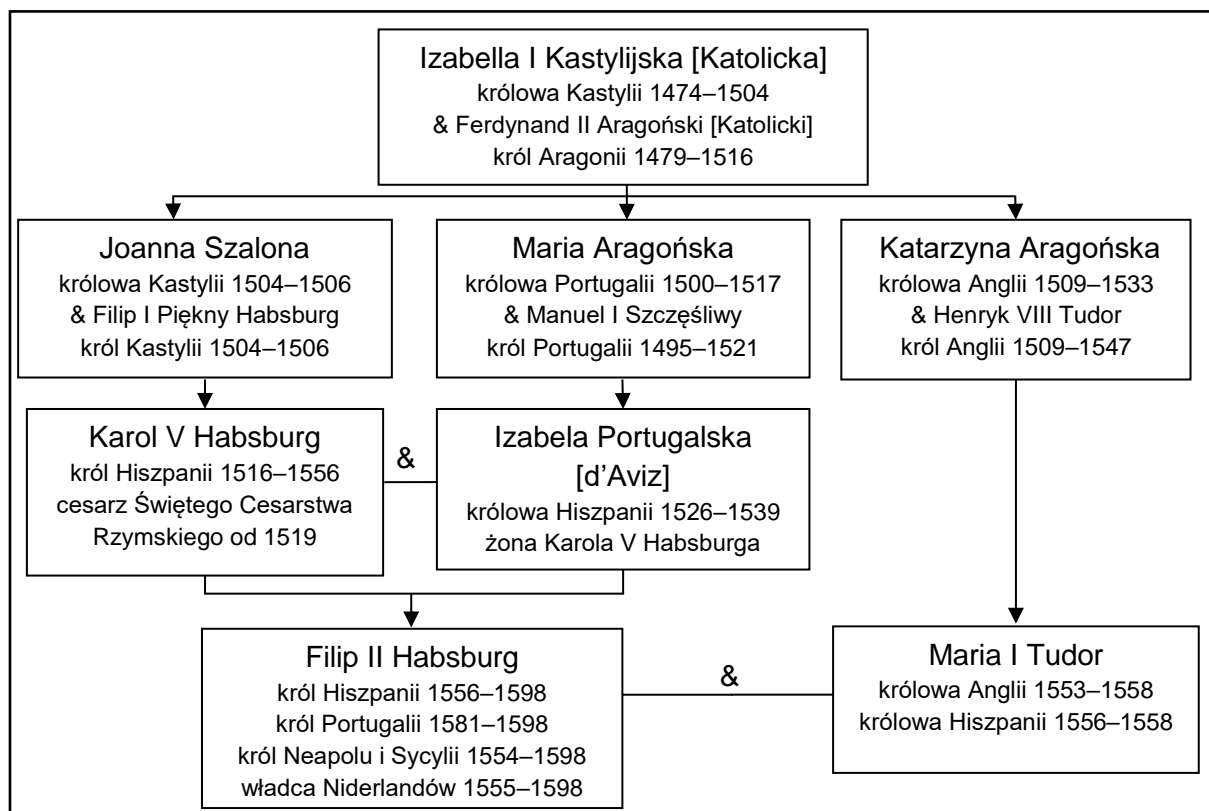 Izabella I Kastylijska [Katolicka]
królowa Kastylii 1474–1504
& Ferdynand II Aragoński [Katolicki]
król Aragonii 1479–1516
Joanna Szalona
królowa Kastylii 1504–1506
& Filip I Piękny Habsburg
król Kastylii 1504–1506
Maria Aragońska
królowa Portugalii 1500–1517
& Manuel I Szczęśliwy
król Portugalii 1495–1521
Katarzyna Aragońska
królowa Anglii 1509–1533
& Henryk VIII Tudor
król Anglii 1509–1547
Karol V Habsburg
król Hiszpanii 1516–1556
cesarz Świętego Cesarstwa
Rzymskiego od 1519
&
Izabela Portugalska
[d’Aviz]
królowa Hiszpanii 1526–1539
żona Karola V Habsburga
Filip II Habsburg
król Hiszpanii 1556–1598
król Portugalii 1581–1598
król Neapolu i Sycylii 1554–1598
władca Niderlandów 1555–1598
&
Maria I Tudor
królowa Anglii 1553–1558
królowa Hiszpanii 1556–1558